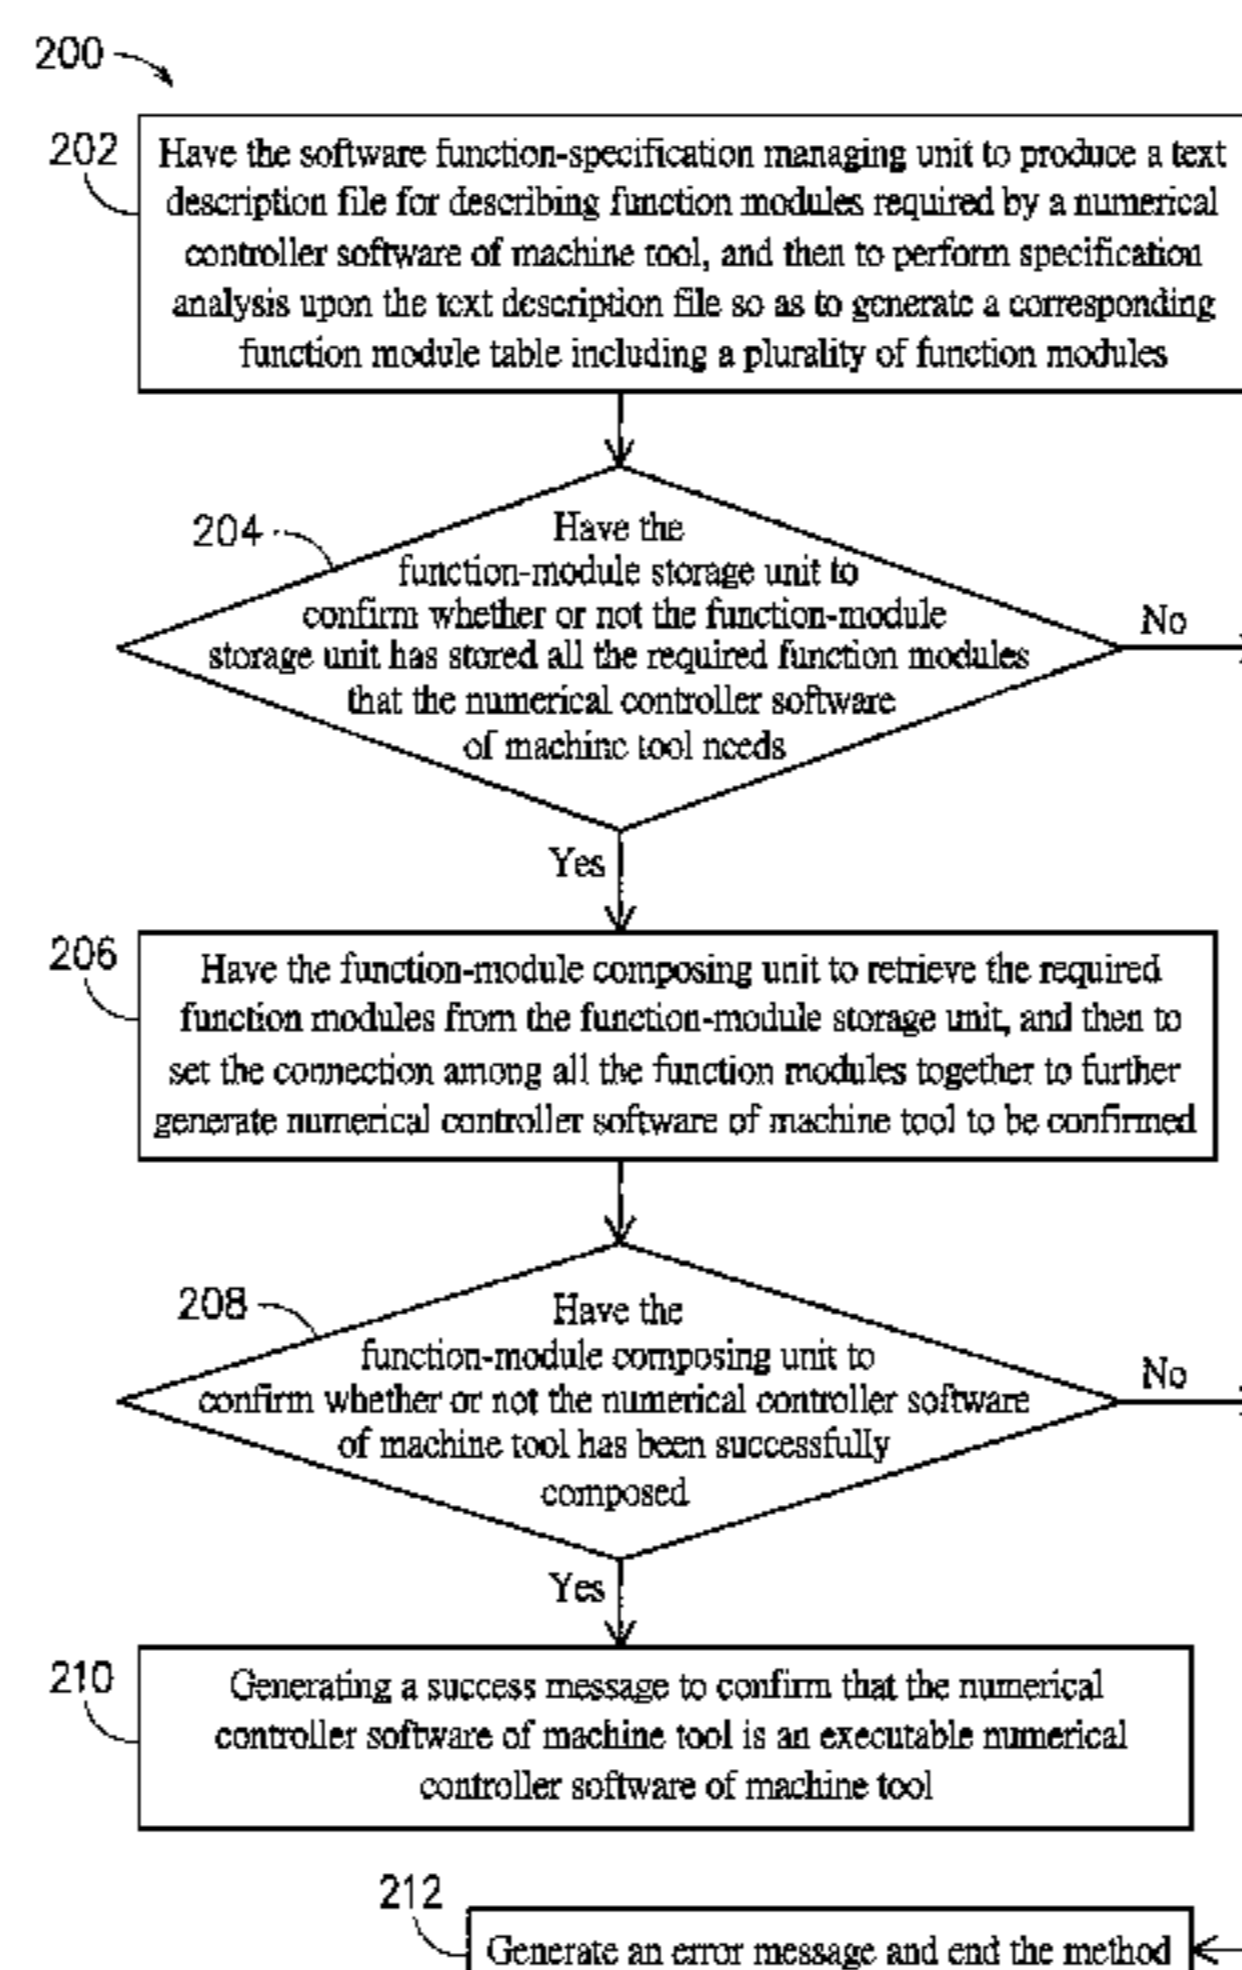 200
202
Have the software function-specification managing unit to produce a text
description file for describing function modules required by a numerical
controller software of machine tool, and then to perform specification
analysis upon the text description file so as to generate a corresponding
function module table including a plurality of function modules
204
Have the
function-module storage unit to
confirm whether or not the function-module
storage unit has stored all the required function modules
that the numerical controller software
of machine tool needs
No
Yes
206
Have the function-module composing unit to retrieve the required
function modules from the function-module storage unit, and then to
set the connection among all the function modules together to further
generate numerical controller software of machine tool to be confirmed
208
Have the
function-module composing unit to
confirm whether or not the numerical controller software
of machine tool has been successfully
composed
No
Yes
210
Generating a success message to confirm that the numerical
controller software of machine tool is an executable numerical
controller software of machine tool
212
Generate an error message and end the method